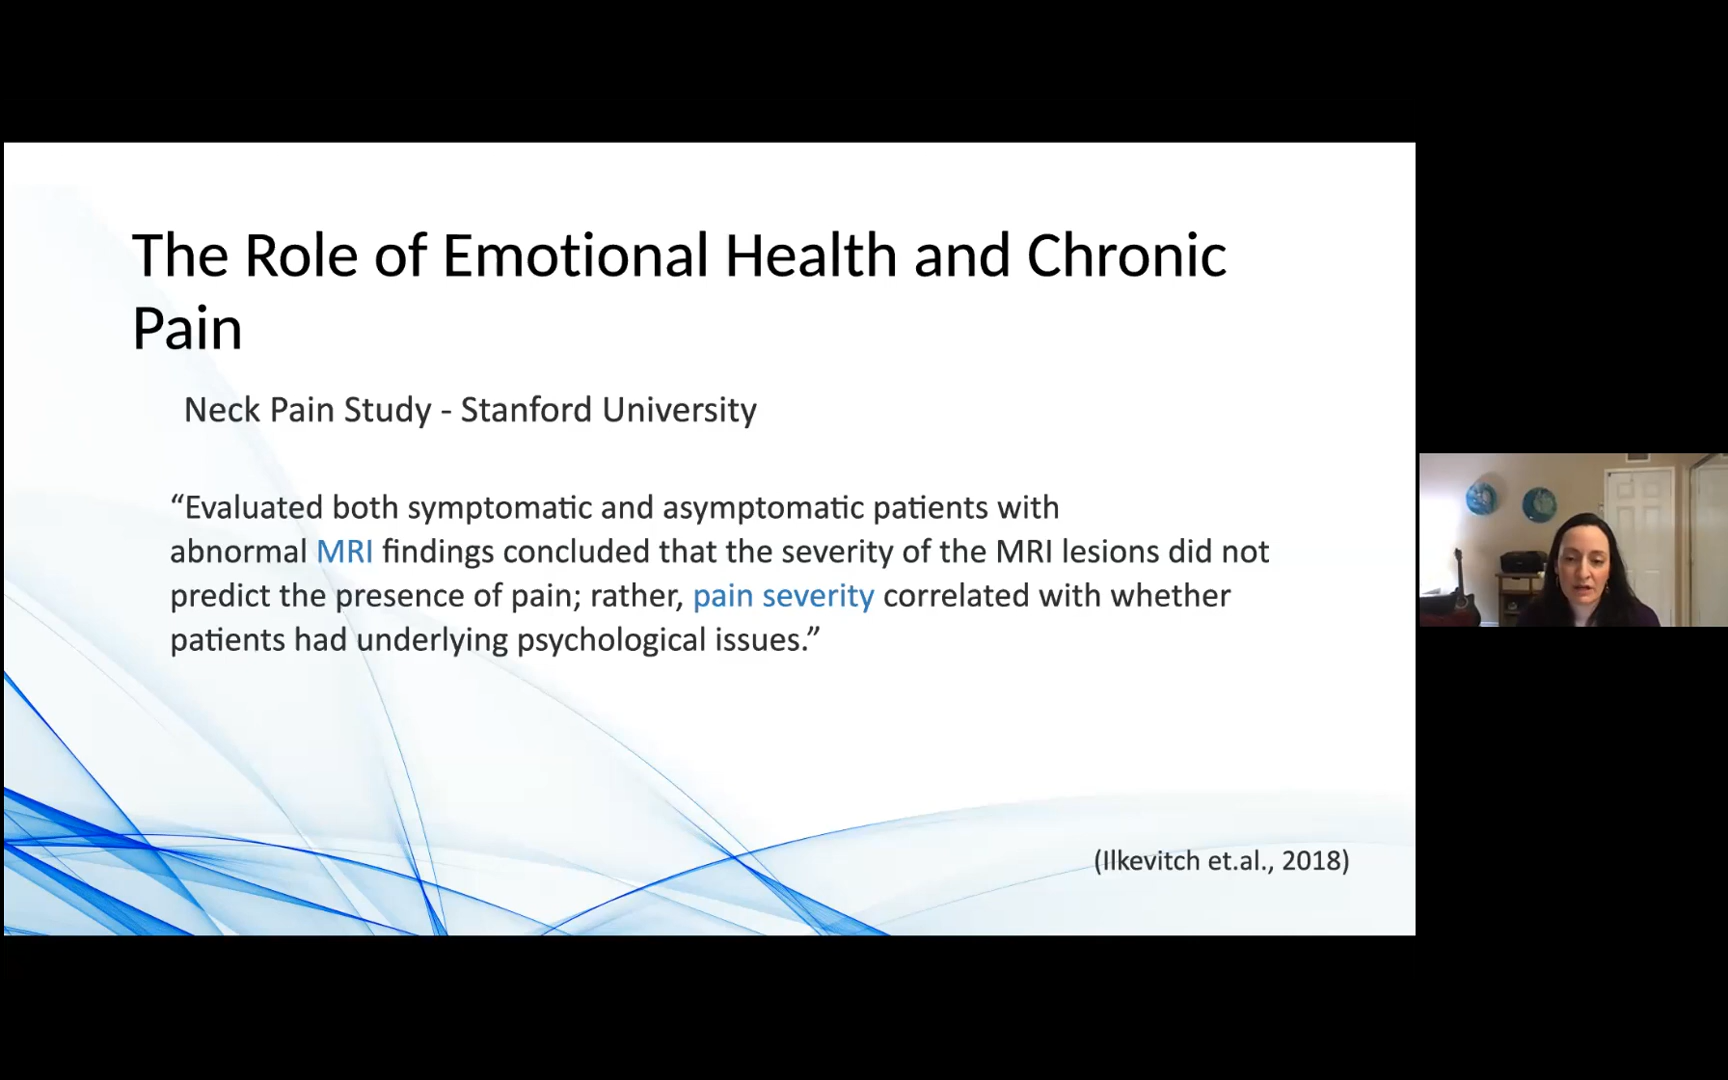 The Role of Emotional Health and Chronic
Pain
Neck Pain Study - Stanford University
“Evaluated both symptomatic and asymptomatic patients with
abnormal MRI findings concluded that the severity of the MRI lesions did not
predict the presence of pain; rather, pain severity correlated with whether
patients had underlying psychological issues.”
(Ilkevitch et.al., 2018)